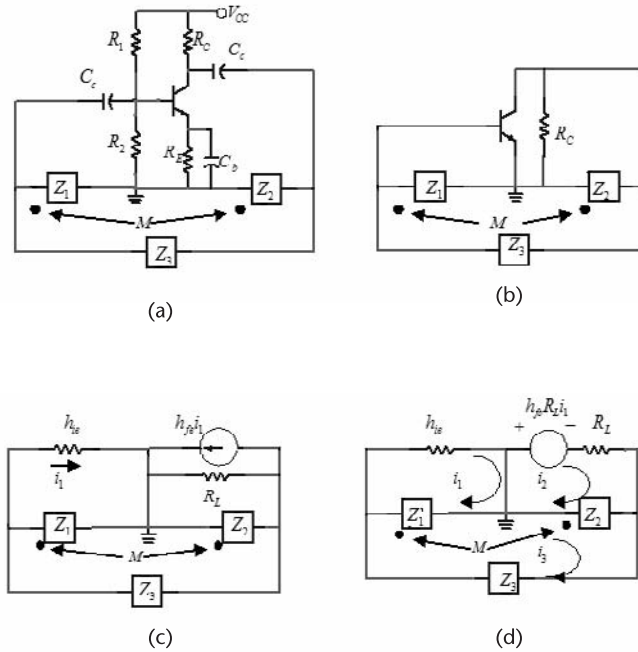 V_CC
R_1
R_C
C_c
C_c
R_2
R_E
C_b
Z_1
Z_2
M
Z_3
(a)
R_C
Z_1
Z_2
M
Z_3
(b)
h_ie
h_fe i_1
i_1
R_L
Z_1
Z_2
M
Z_3
(c)
h_fe R_L i_1
h_ie
+
−
R_L
i_1
i_2
Z_1
Z_2
M
i_3
Z_3
(d)